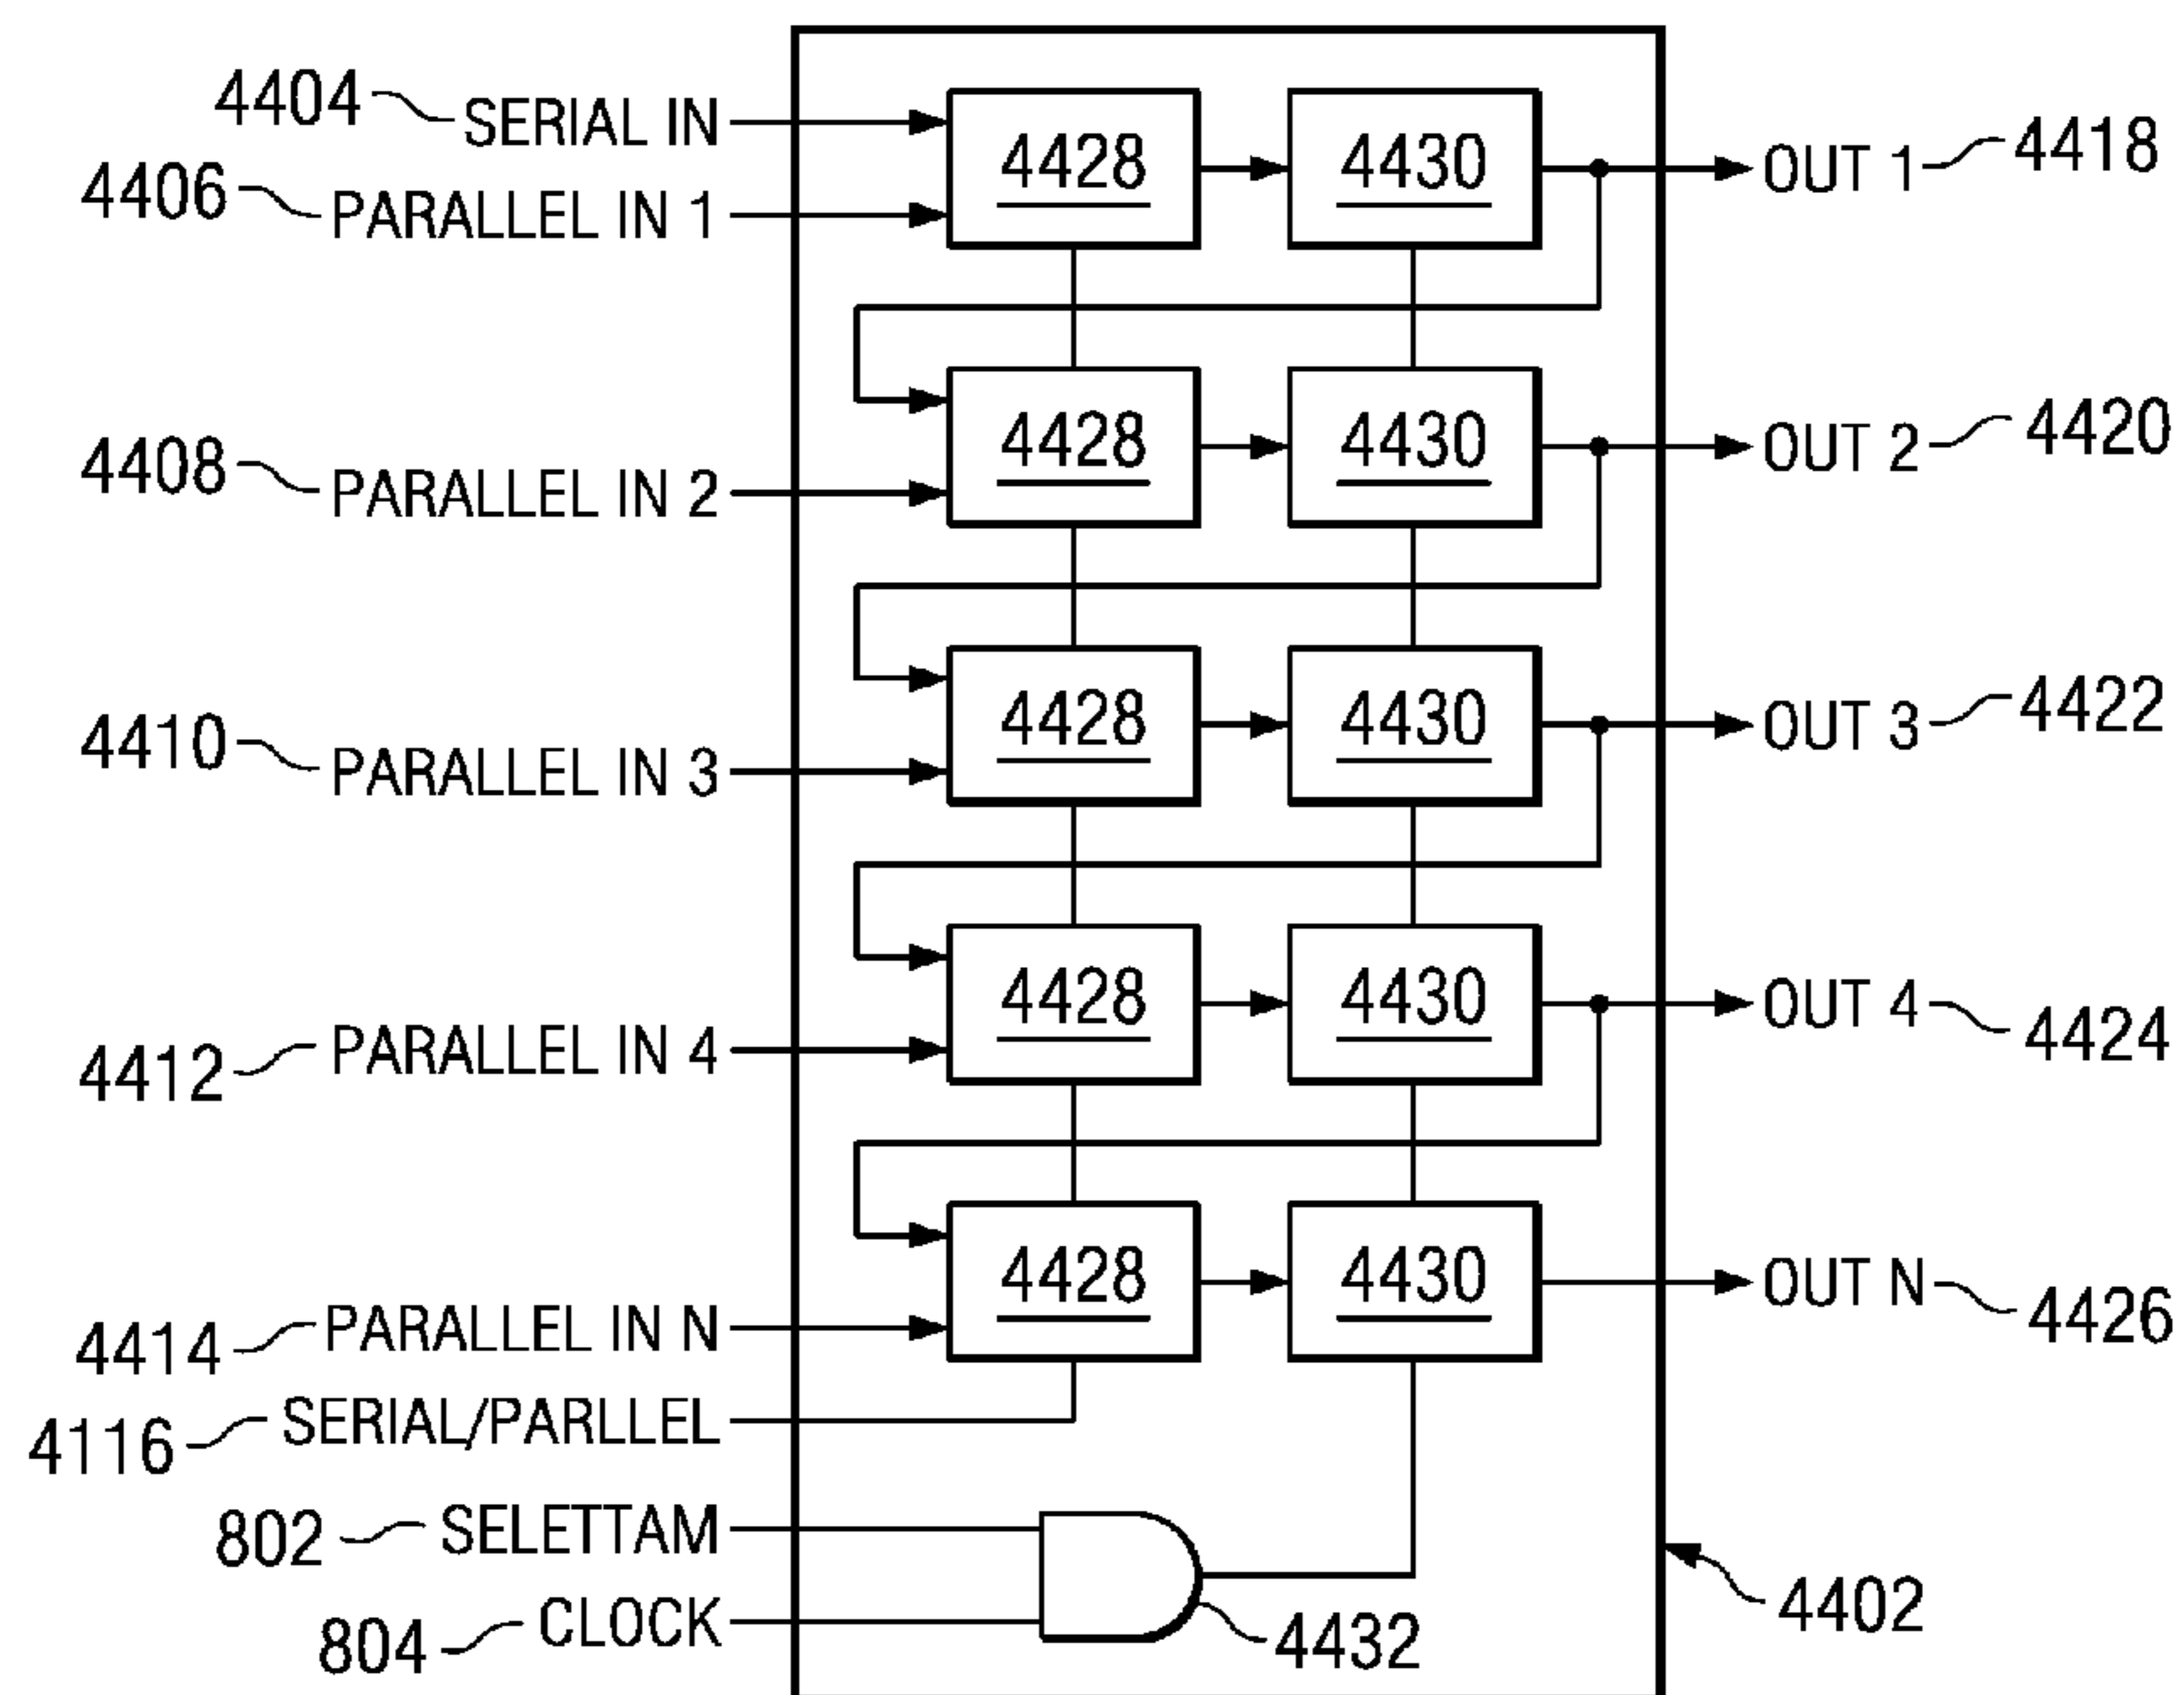 4404 SERIAL IN 4428 4430 OUT 1 4418
4406 PARALLEL IN 1
4408 PARALLEL IN 2 4428 4430 OUT 2 4420
4410 PARALLEL IN 3 4428 4430 OUT 3 4422
4412 PARALLEL IN 4 4428 4430 OUT 4 4424
4414 PARALLEL IN N 4428 4430 OUT N 4426
4116 SERIAL/PARLLEL
802 SELETTAM
804 CLOCK 4432 4402